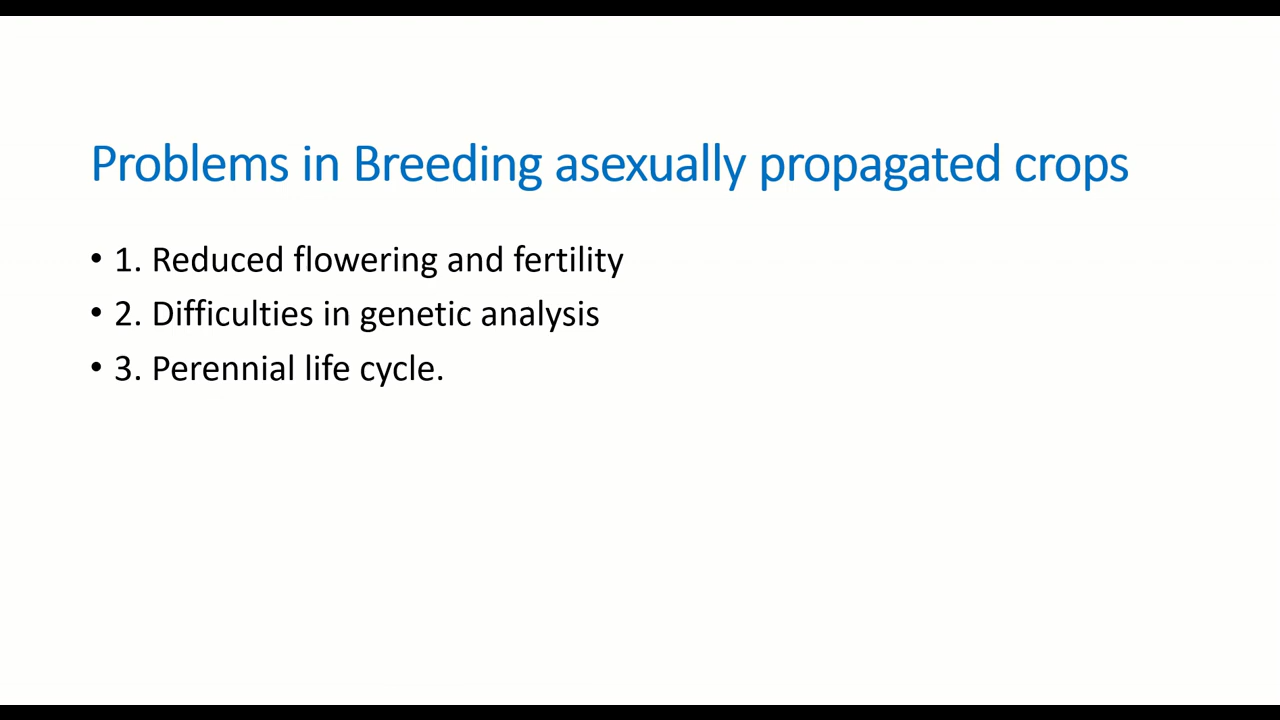 Problems in Breeding asexually propagated crops
• 1. Reduced flowering and fertility
• 2. Difficulties in genetic analysis
• 3. Perennial life cycle.